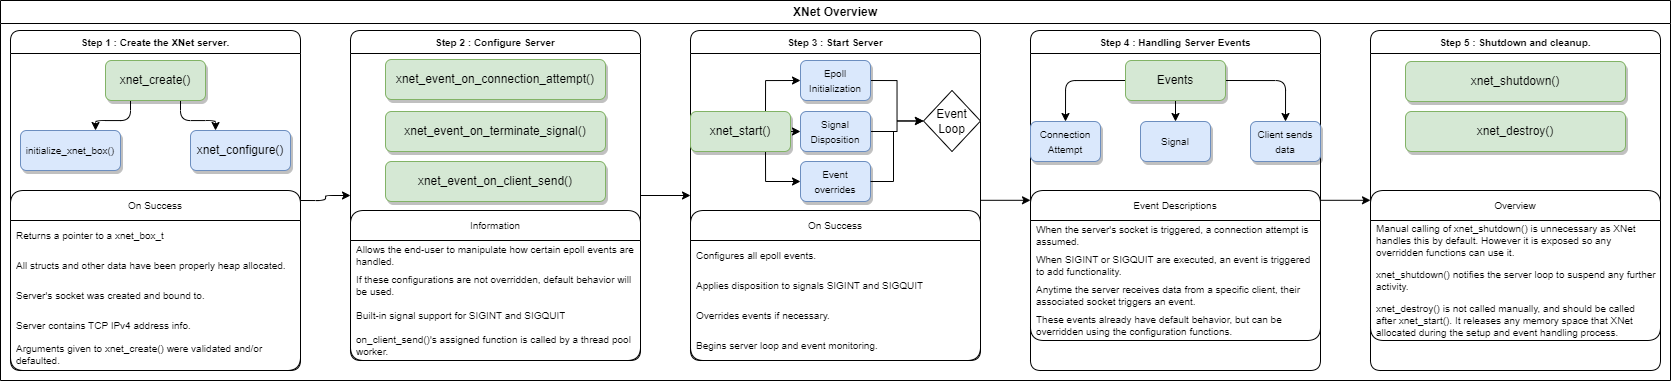 XNet Overview
Step 1 : Create the XNet server.
xnet_create()
initialize_xnet_box()
xnet_configure()
On Success
Returns a pointer to a xnet_box_t
All structs and other data have been properly heap allocated.
Server's socket was created and bound to.
Server contains TCP IPv4 address info.
Arguments given to xnet_create() were validated and/or
defaulted.
Step 2 : Configure Server
xnet_event_on_connection_attempt()
xnet_event_on_terminate_signal()
xnet_event_on_client_send()
Information
Allows the end-user to manipulate how certain epoll events are
handled.
If these configurations are not overridden, default behavior will
be used.
Built-in signal support for SIGINT and SIGQUIT
on_client_send()'s assigned function is called by a thread pool
worker.
Step 3 : Start Server
xnet_start()
Epoll
Initialization
Signal
Disposition
Event
overrides
Event
Loop
On Success
Configures all epoll events.
Applies disposition to signals SIGINT and SIGQUIT
Overrides events if necessary.
Begins server loop and event monitoring.
Step 4 : Handling Server Events
Events
Connection
Attempt
Signal
Client sends
data
Event Descriptions
When the server's socket is triggered, a connection attempt is
assumed.
When SIGINT or SIGQUIT are executed, an event is triggered
to add functionality.
Anytime the server receives data from a specific client, their
associated socket triggers an event.
These events already have default behavior, but can be
overridden using the configuration functions.
Step 5 : Shutdown and cleanup.
xnet_shutdown()
xnet_destroy()
Overview
Manual calling of xnet_shutdown() is unnecessary as XNet
handles this by default. However it is exposed so any
overridden functions can use it.
xnet_shutdown() notifies the server loop to suspend any further
activity.
xnet_destroy() is not called manually, and should be called
after xnet_start(). It releases any memory space that XNet
allocated during the setup and event handling process.